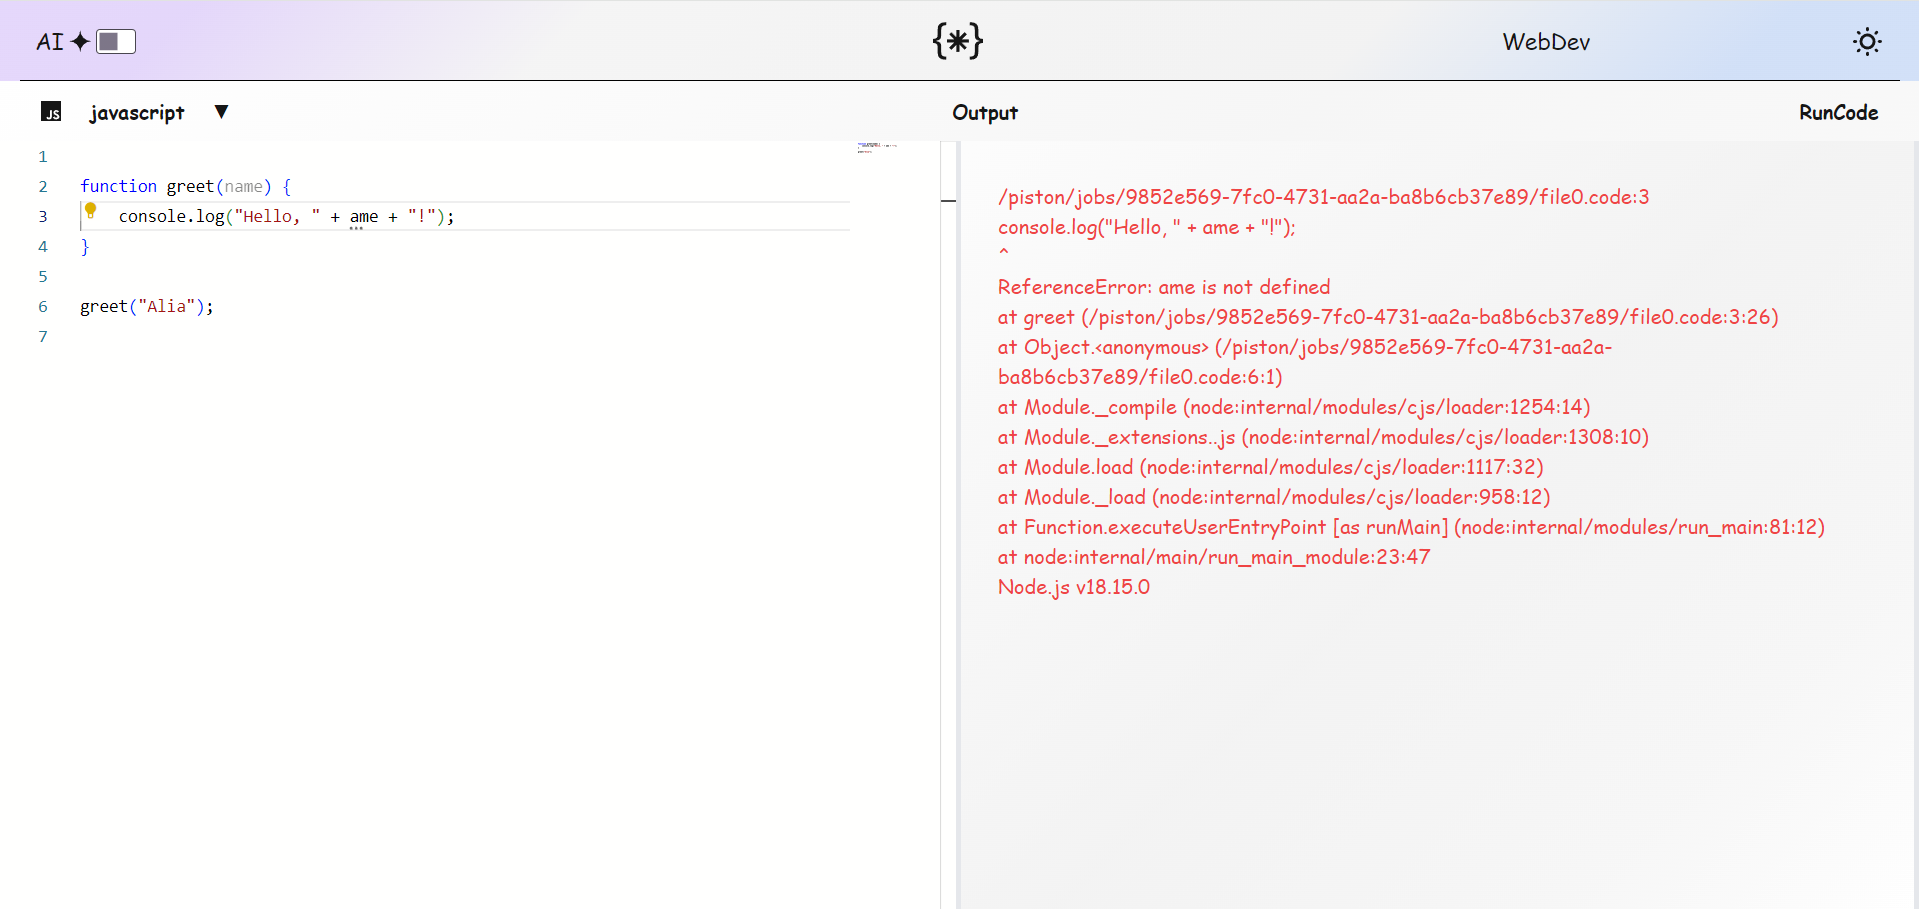 AI
{*}
WebDev
JS javascript ▼
Output
RunCode
1
2 function greet(name) {
3 console.log("Hello, " + ame + "!");
4 }
5
6 greet("Alia");
7
/piston/jobs/9852e569-7fc0-4731-aa2a-ba8b6cb37e89/file0.code:3
console.log("Hello, " + ame + "!");
^
ReferenceError: ame is not defined
at greet (/piston/jobs/9852e569-7fc0-4731-aa2a-ba8b6cb37e89/file0.code:3:26)
at Object.<anonymous> (/piston/jobs/9852e569-7fc0-4731-aa2a-
ba8b6cb37e89/file0.code:6:1)
at Module._compile (node:internal/modules/cjs/loader:1254:14)
at Module._extensions..js (node:internal/modules/cjs/loader:1308:10)
at Module.load (node:internal/modules/cjs/loader:1117:32)
at Module._load (node:internal/modules/cjs/loader:958:12)
at Function.executeUserEntryPoint [as runMain] (node:internal/modules/run_main:81:12)
at node:internal/main/run_main_module:23:47
Node.js v18.15.0